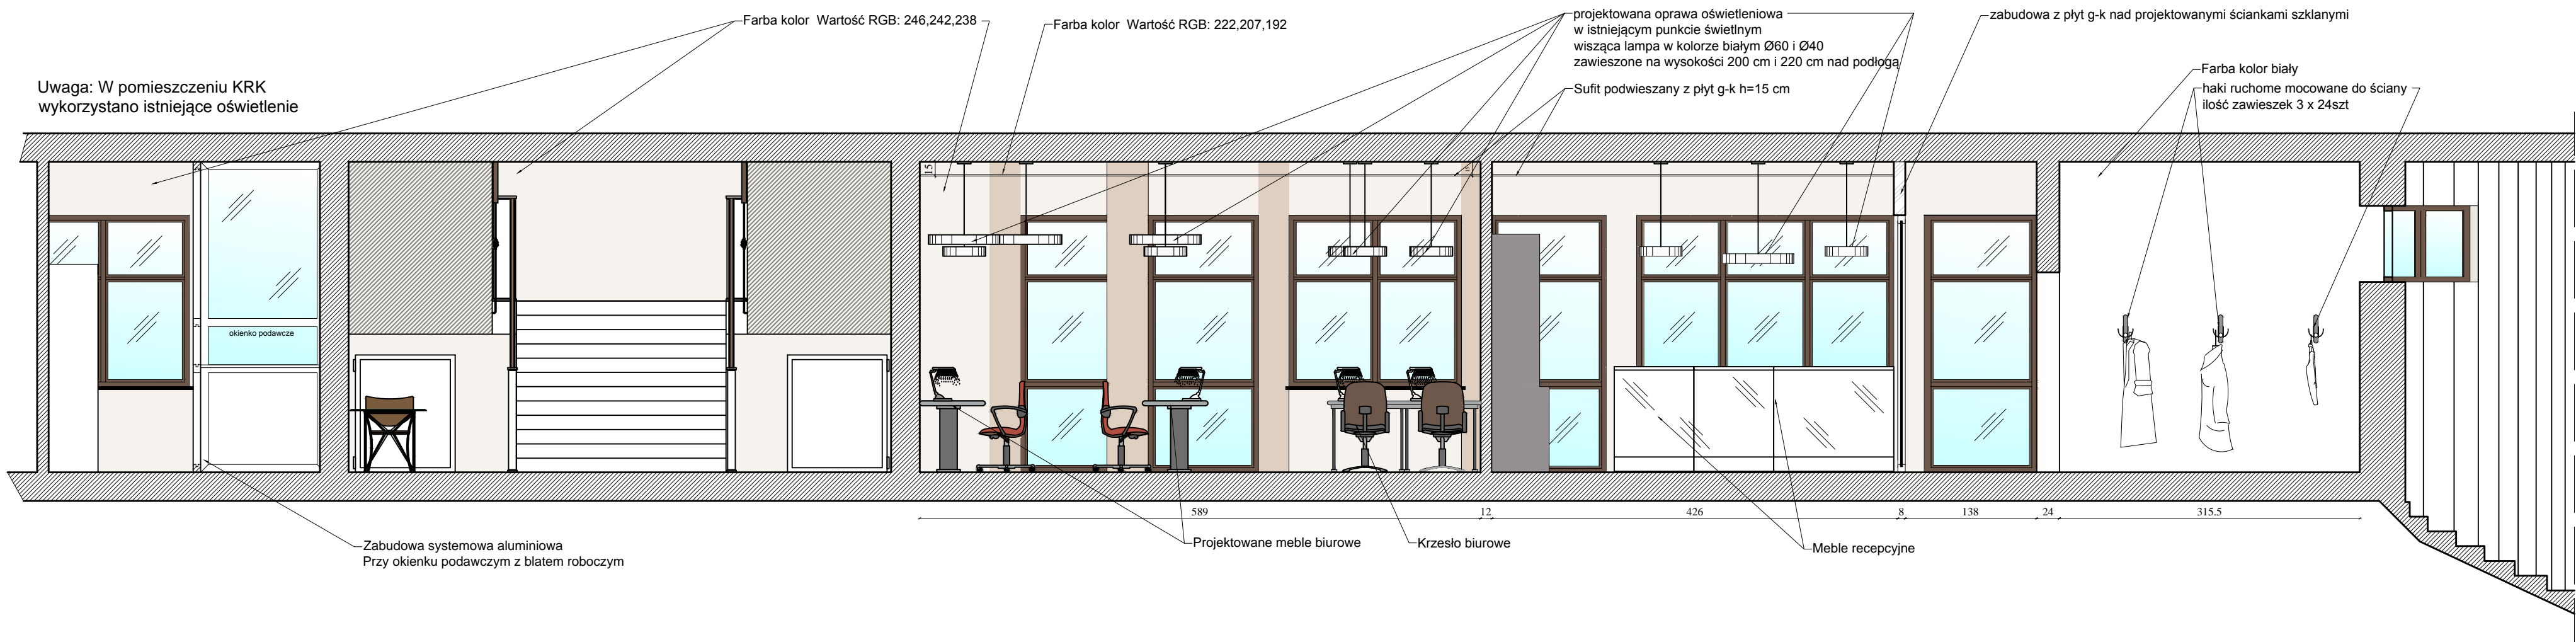 Farba kolor Wartość RGB: 246,242,238
Farba kolor Wartość RGB: 222,207,192
projektowana oprawa oświetleniowa
w istniejącym punkcie świetlnym
wisząca lampa w kolorze białym Ø60 i Ø40
zawieszone na wysokości 200 cm i 220 cm nad podłogą
zabudowa z płyt g-k nad projektowanymi ściankami szklanymi
Uwaga: W pomieszczeniu KRK
wykorzystano istniejące oświetlenie
Sufit podwieszany z płyt g-k h=15 cm
Farba kolor biały
haki ruchome mocowane do ściany
ilość zawieszek 3 x 24szt
15
15
okienko podawcze
589
12
426
8
138
24
315.5
Zabudowa systemowa aluminiowa
Przy okienku podawczym z blatem roboczym
Projektowane meble biurowe
Krzesło biurowe
Meble recepcyjne